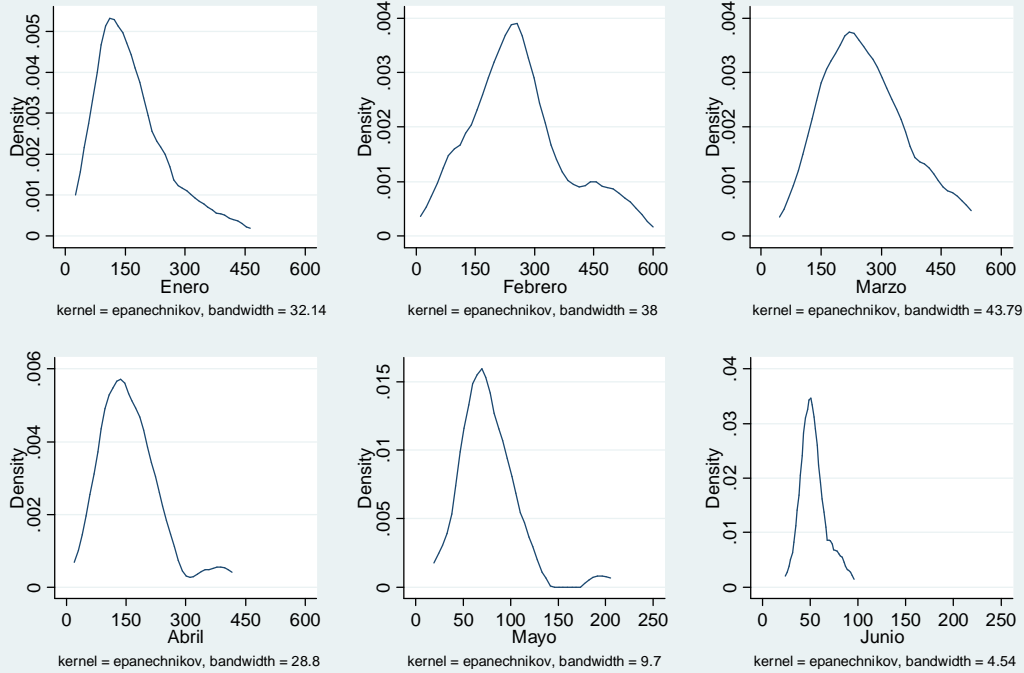 Density
.005
.004
.003
.002
.001
0
0 150 300 450 600
Enero
kernel = epanechnikov, bandwidth = 32.14
Density
.004
.003
.002
.001
0
0 150 300 450 600
Febrero
kernel = epanechnikov, bandwidth = 38
Density
.004
.003
.002
.001
0
0 150 300 450 600
Marzo
kernel = epanechnikov, bandwidth = 43.79
Density
.006
.004
.002
0
0 150 300 450 600
Abril
kernel = epanechnikov, bandwidth = 28.8
Density
.015
.01
.005
0
0 50 100 150 200 250
Mayo
kernel = epanechnikov, bandwidth = 9.7
Density
.04
.03
.02
.01
0
0 50 100 150 200 250
Junio
kernel = epanechnikov, bandwidth = 4.54